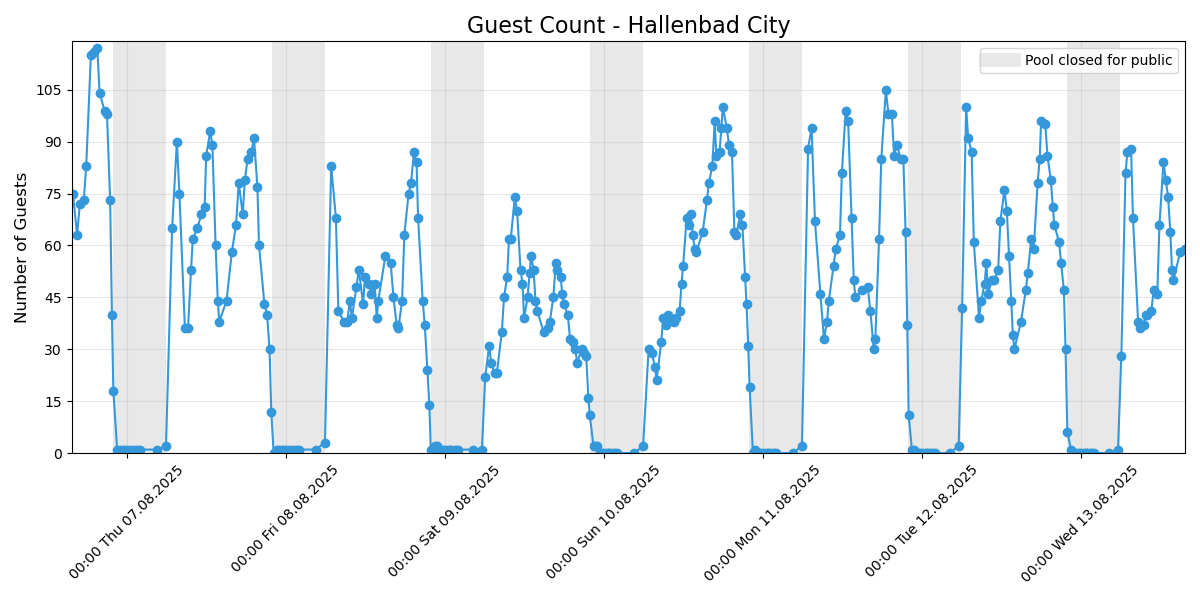 Guest Count - Hallenbad City
Pool closed for public
Number of Guests
105
90
75
60
45
30
15
0
00:00 Thu 07.08.2025
00:00 Fri 08.08.2025
00:00 Sat 09.08.2025
00:00 Sun 10.08.2025
00:00 Mon 11.08.2025
00:00 Tue 12.08.2025
00:00 Wed 13.08.2025